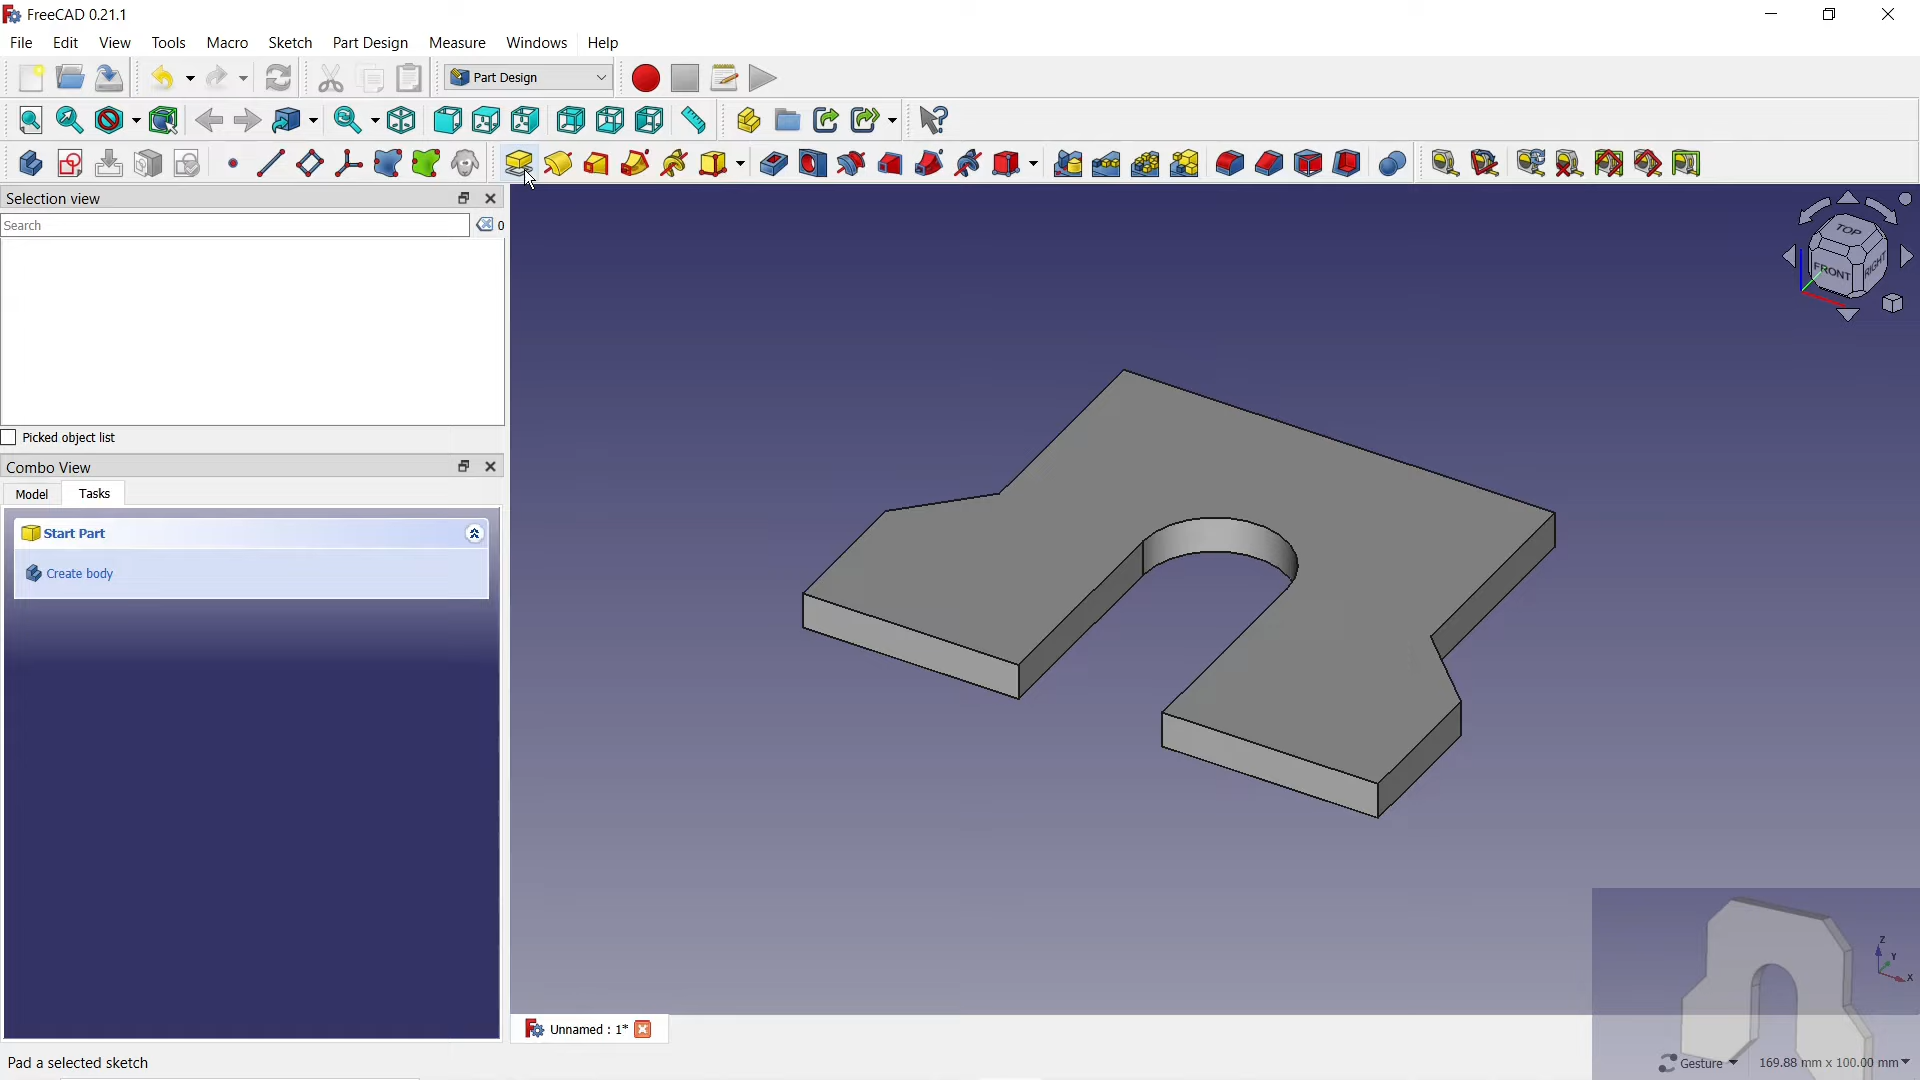 FreeCAD 0.21.1
File Edit View Tools Macro Sketch Part Design Measure Windows Help
Part Design
Selection view
Search
0
Picked object list
Combo View
Model Tasks
Start Part
Create body
TOP
FRONT RIGHT
Z
Y
X
Unnamed : 1*
Pad a selected sketch
Gesture 169.88 mm x 100.00 mm